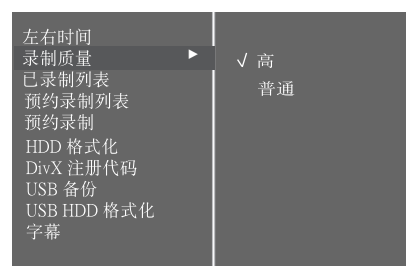 左右时间
录制质量 ▶
已录制列表
预约录制列表
预约录制
HDD 格式化
DivX 注册代码
USB 备份
USB HDD 格式化
字幕
√ 高
普通